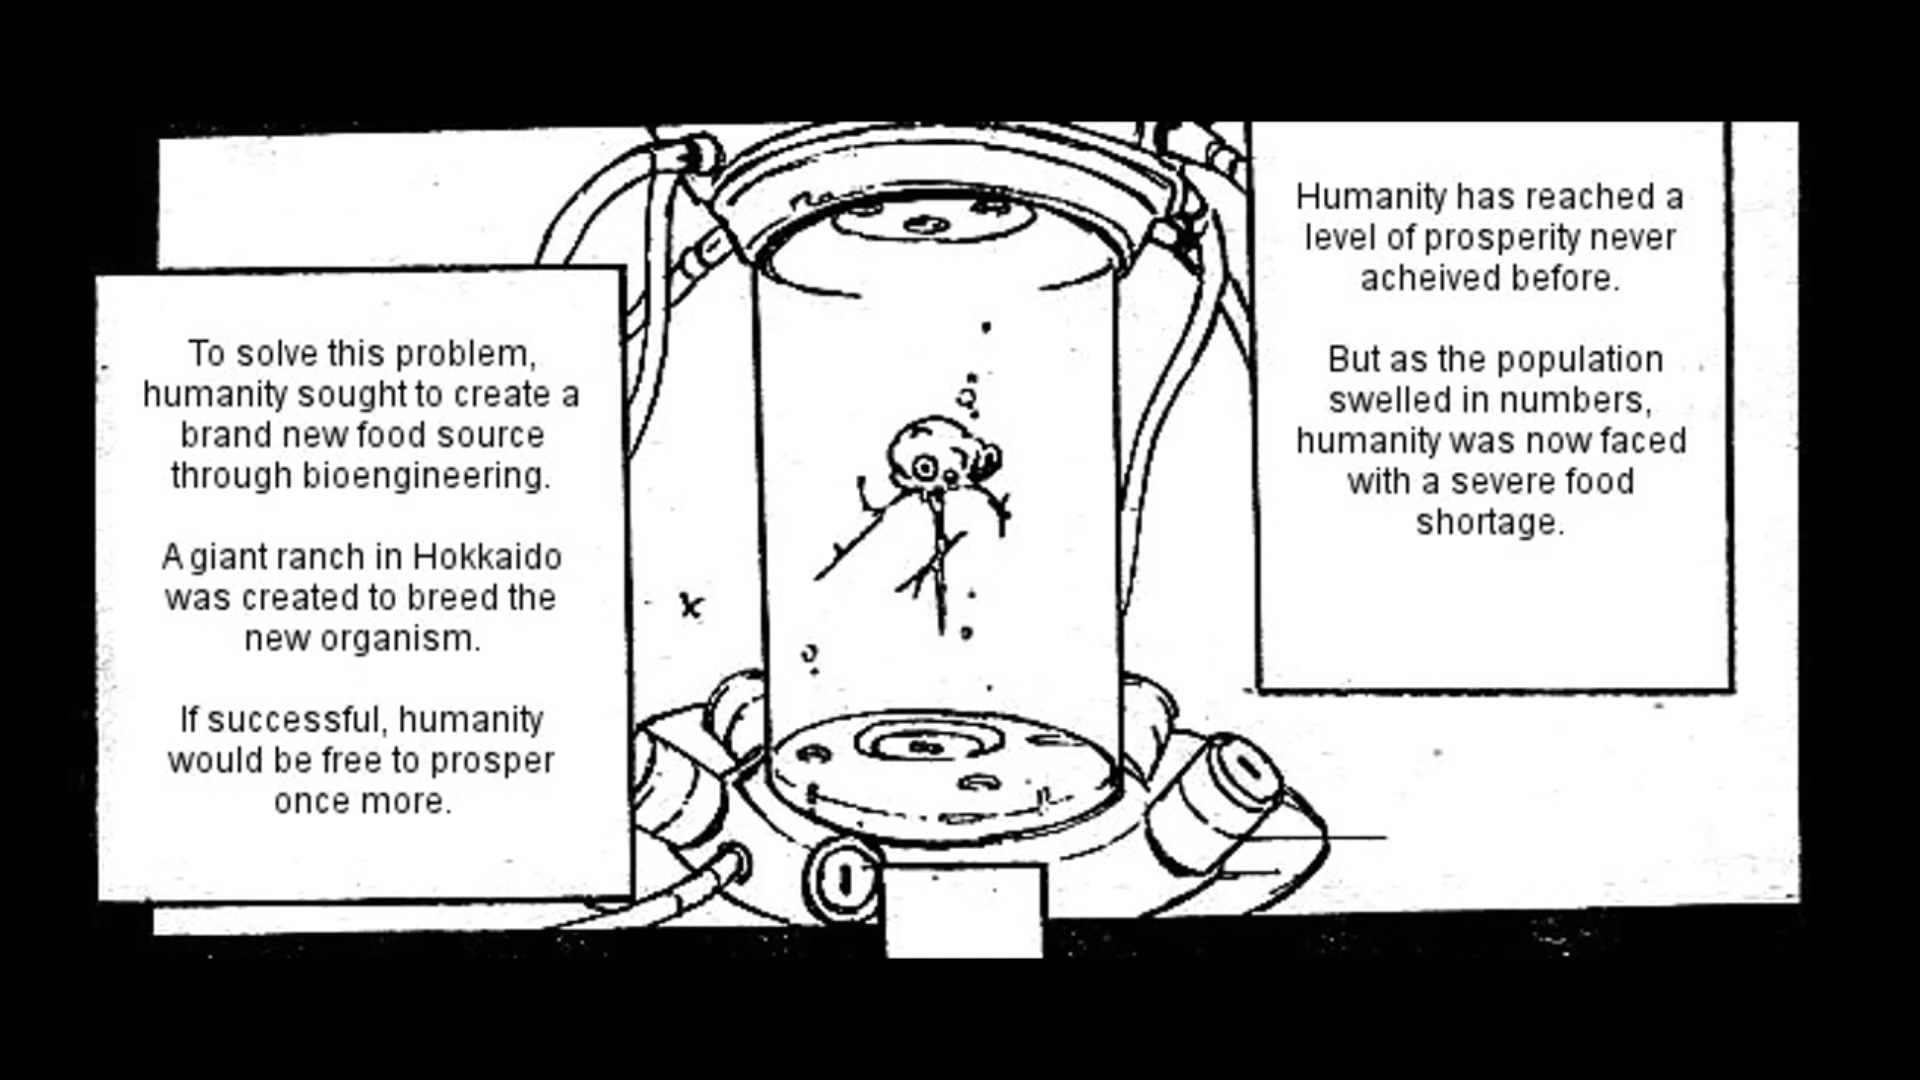 Humanity has reached a
level of prosperity never
acheived before.
But as the population
swelled in numbers,
humanity was now faced
with a severe food
shortage.
To solve this problem,
humanity sought to create a
brand new food source
through bioengineering.
A giant ranch in Hokkaido
was created to breed the
new organism.
If successful, humanity
would be free to prosper
once more.